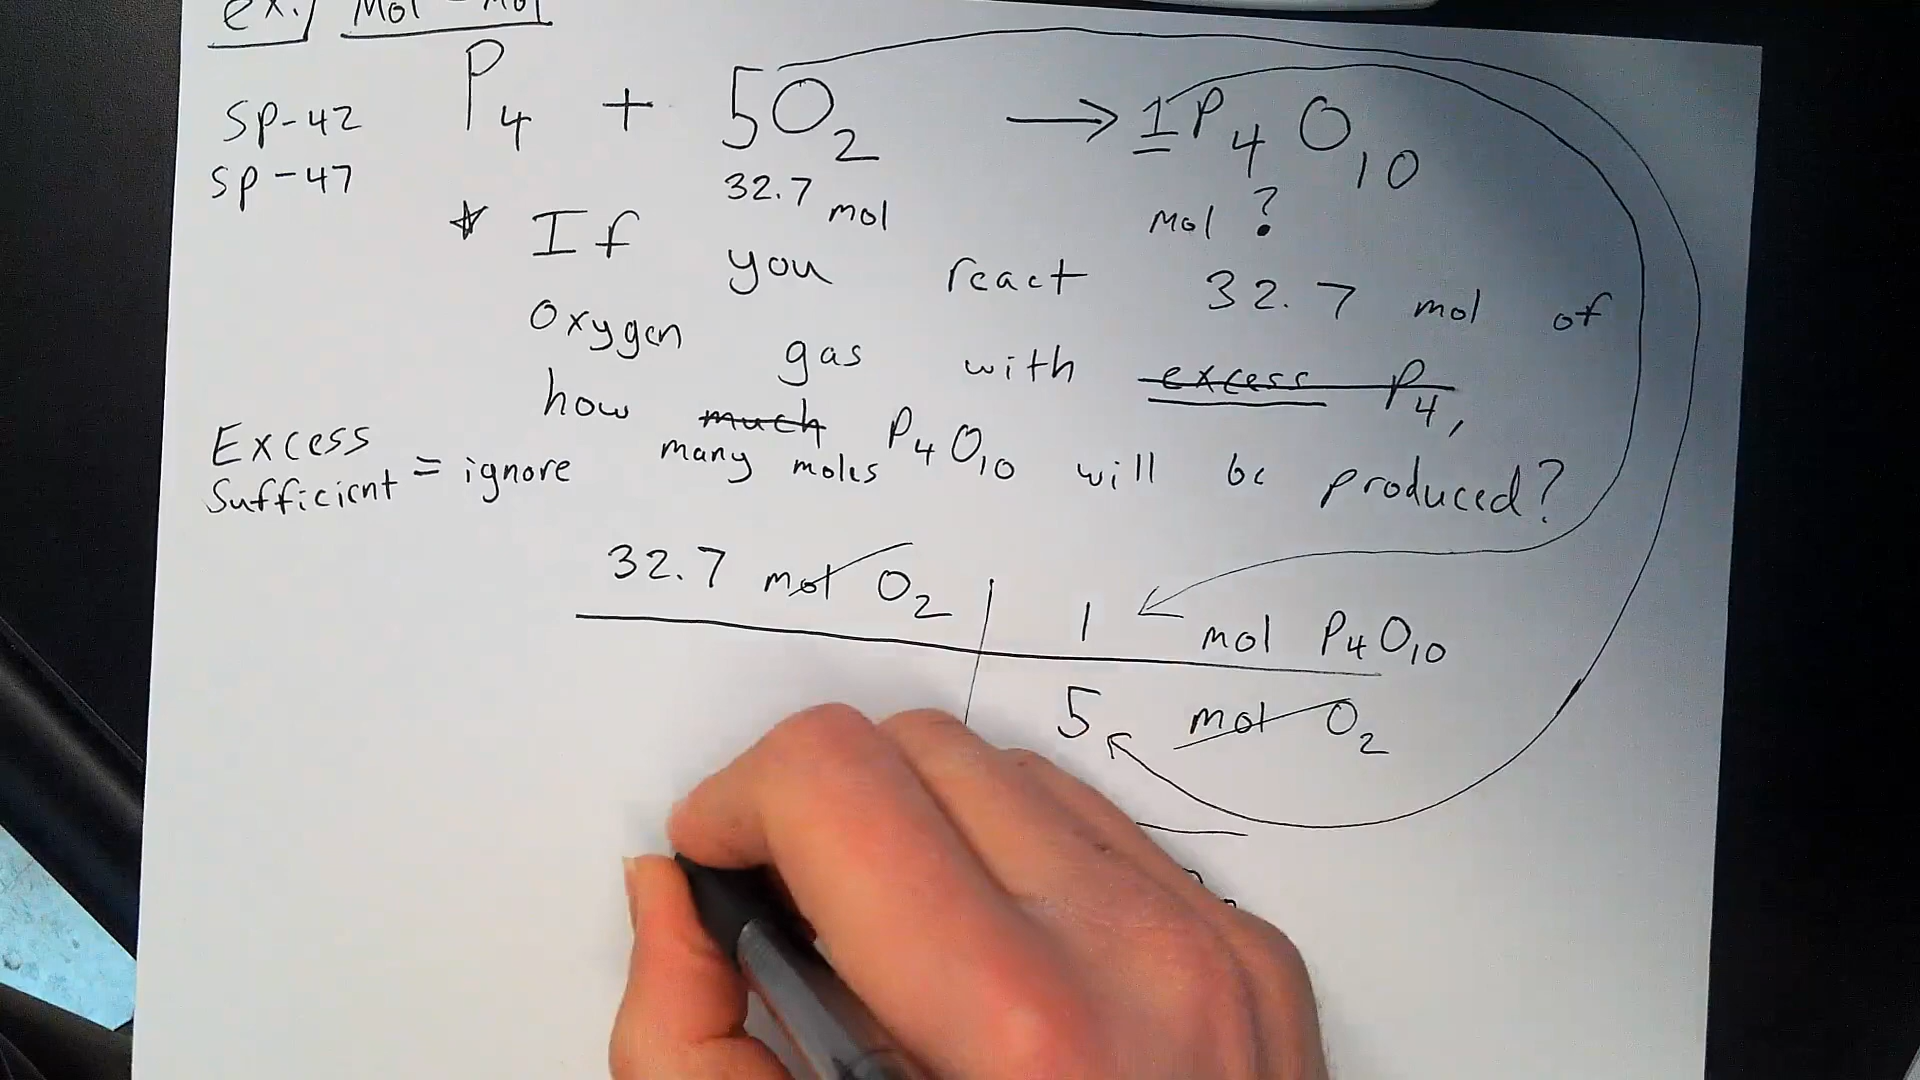 ex. / Mol - Mol
P4 + 5O2 → 1P4O10
SP-42
SP-47
32.7 mol
Mol ?
* If you react 32.7 mol of
Oxygen gas with excess P4,
how much P4O10 will be produced?
many moles
Excess
Sufficient = ignore
32.7 mol O2 | 1 mol P4O10
5 mol O2